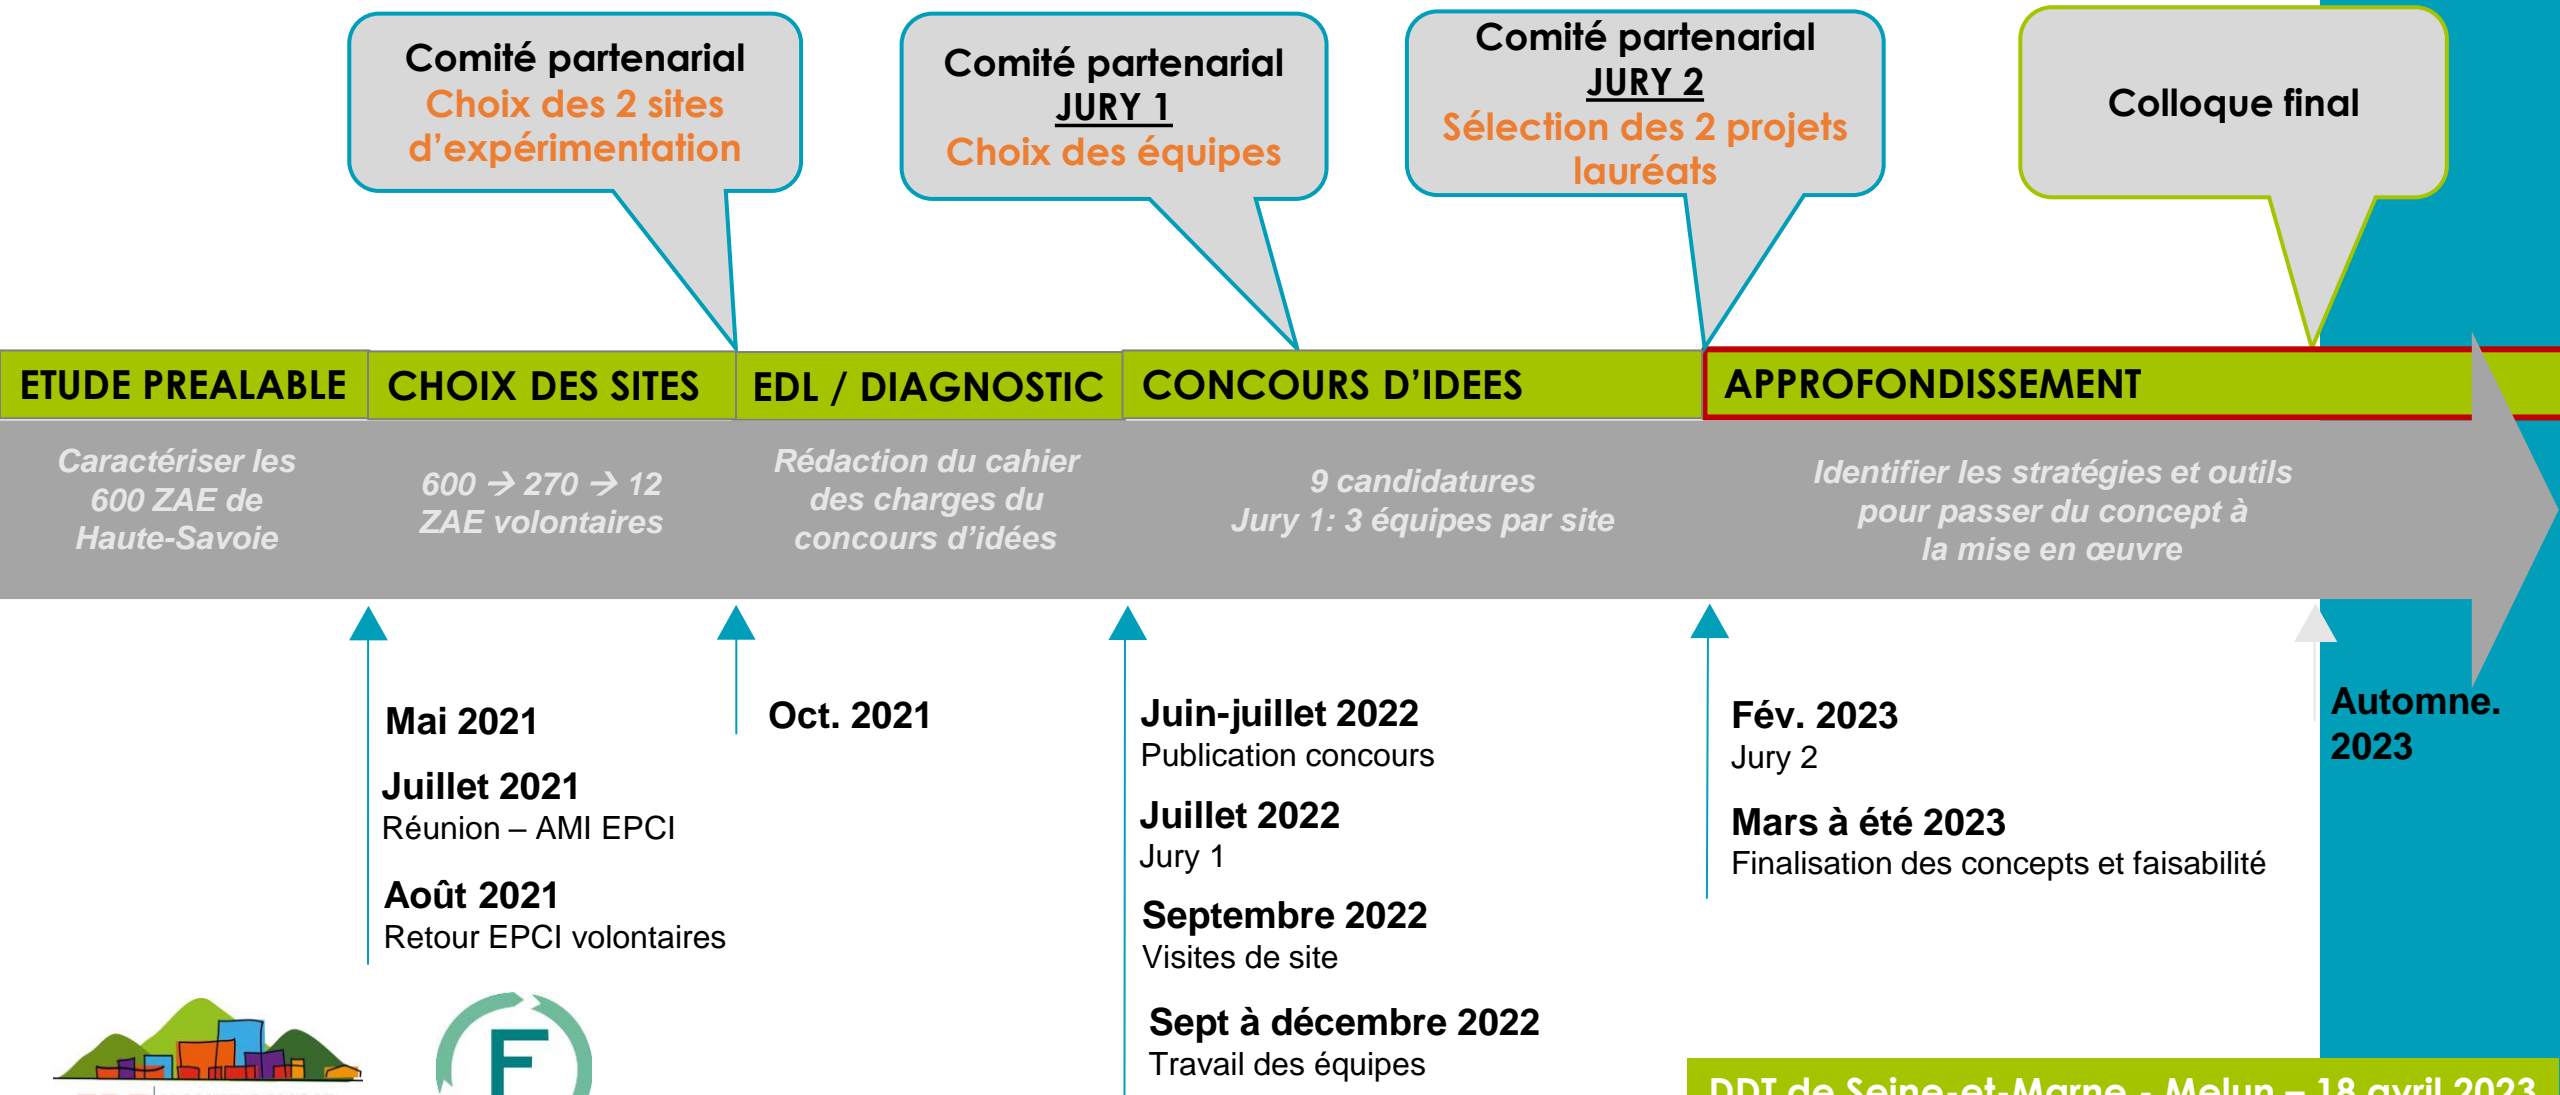 Comité partenarial
Choix des 2 sites
d’expérimentation
Comité partenarial
JURY 1
Choix des équipes
Comité partenarial
JURY 2
Sélection des 2 projets
lauréats
Colloque final
ETUDE PREALABLE
CHOIX DES SITES
EDL / DIAGNOSTIC
CONCOURS D’IDEES
APPROFONDISSEMENT
Caractériser les
600 ZAE de
Haute-Savoie
600 → 270 → 12
ZAE volontaires
Rédaction du cahier
des charges du
concours d’idées
9 candidatures
Jury 1: 3 équipes par site
Identifier les stratégies et outils
pour passer du concept à
la mise en œuvre
Mai 2021
Juillet 2021
Réunion – AMI EPCI
Août 2021
Retour EPCI volontaires
Oct. 2021
Juin-juillet 2022
Publication concours
Juillet 2022
Jury 1
Septembre 2022
Visites de site
Sept à décembre 2022
Travail des équipes
Fév. 2023
Jury 2
Mars à été 2023
Finalisation des concepts et faisabilité
Automne.
2023
F
DDT de Seine-et-Marne - Melun – 18 avril 2023